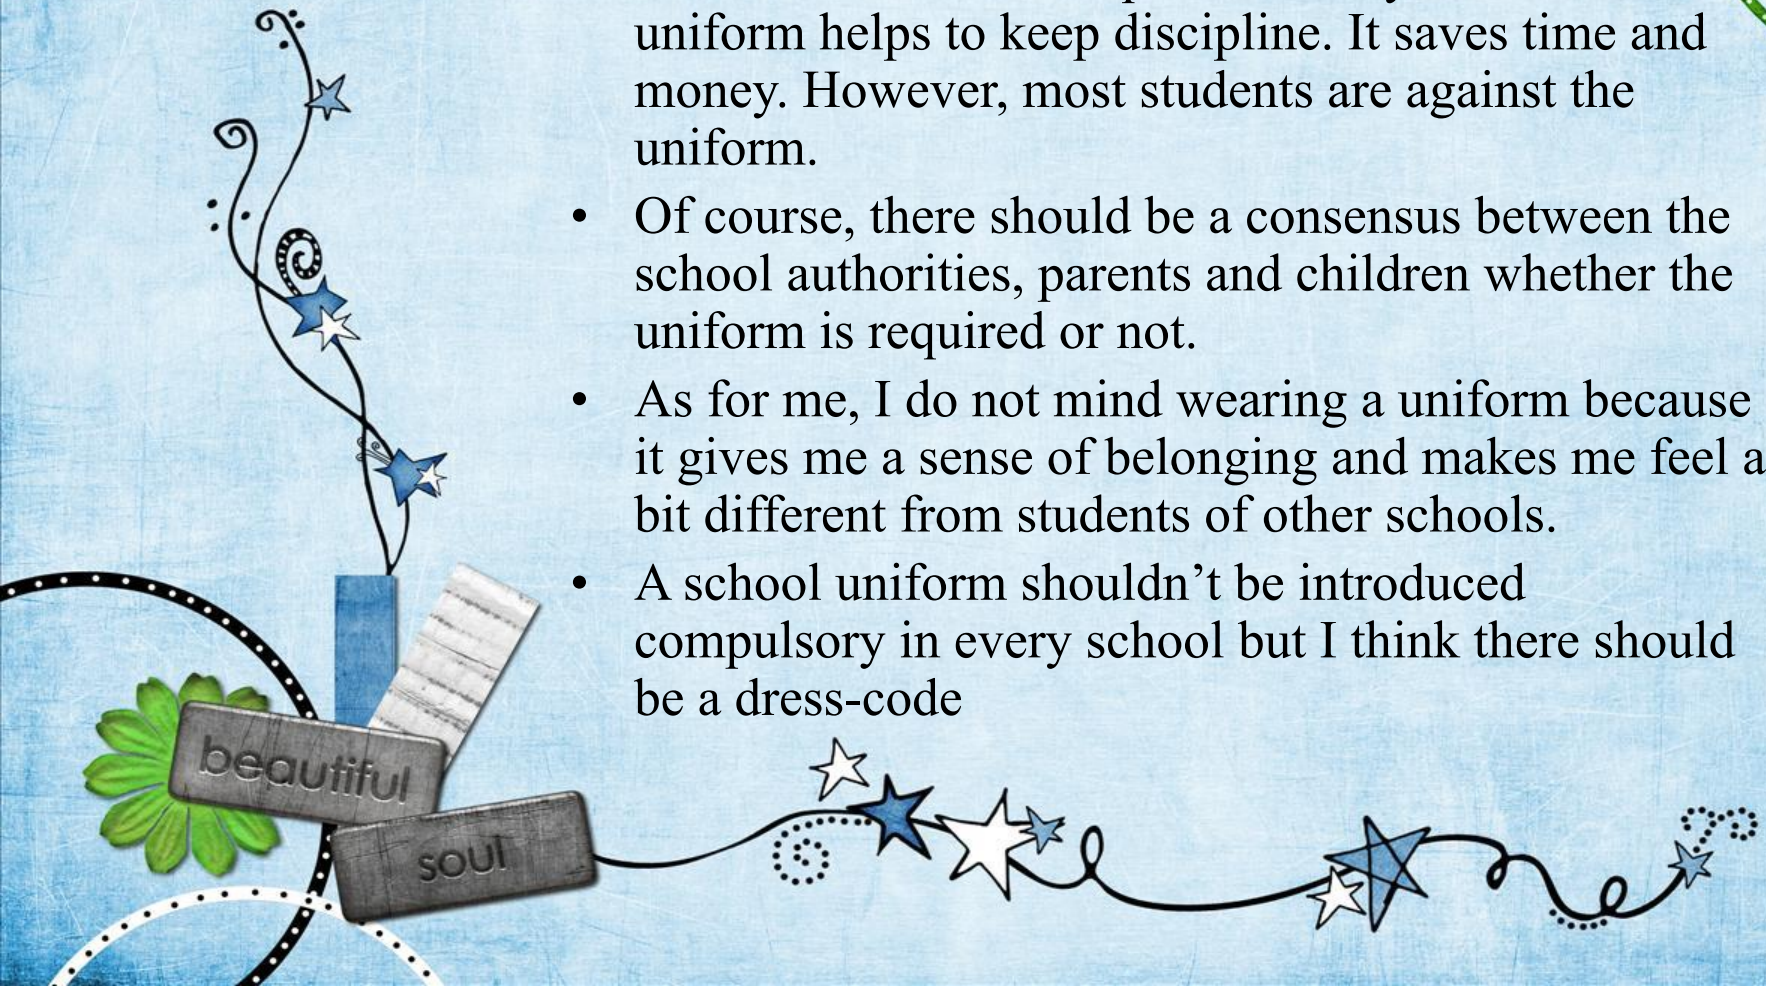 uniform helps to keep discipline. It saves time and
money. However, most students are against the
uniform.
• Of course, there should be a consensus between the
school authorities, parents and children whether the
uniform is required or not.
• As for me, I do not mind wearing a uniform because
it gives me a sense of belonging and makes me feel a
bit different from students of other schools.
• A school uniform shouldn’t be introduced
compulsory in every school but I think there should
be a dress-code
beautiful
soul